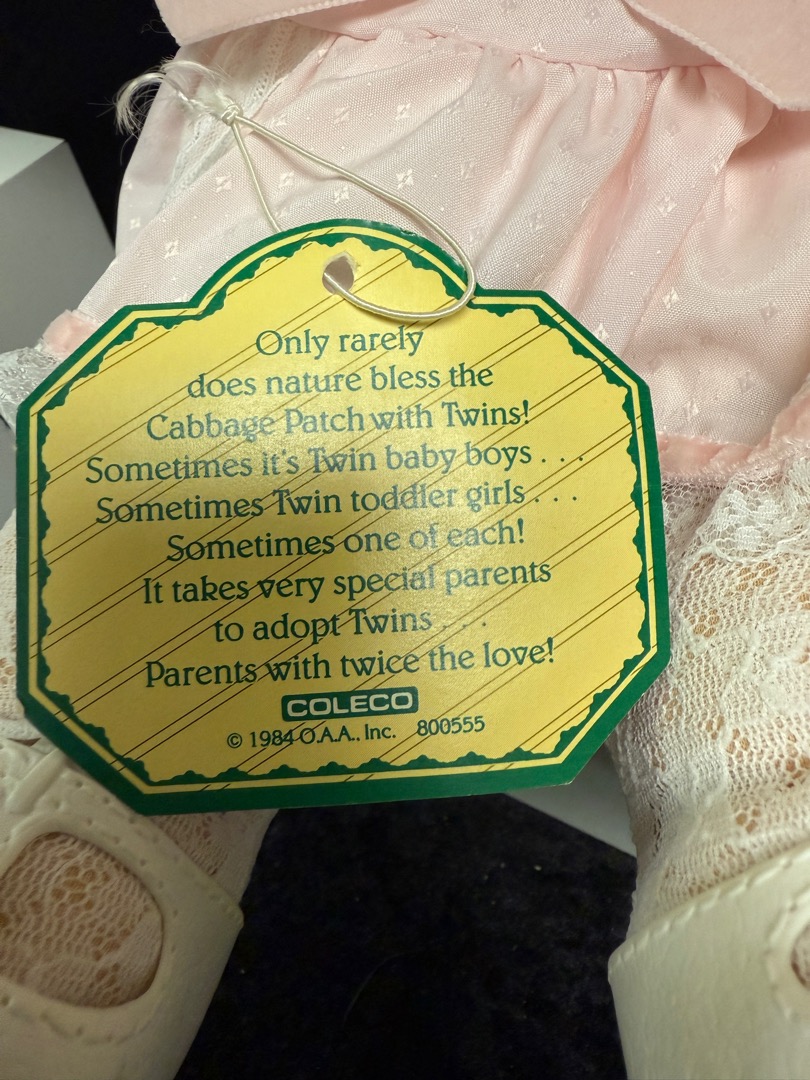 Only rarely
does nature bless the
Cabbage Patch with Twins!
Sometimes it's Twin baby boys . . .
Sometimes Twin toddler girls . . .
Sometimes one of each!
It takes very special parents
to adopt Twins . . .
Parents with twice the love!
COLECO
© 1984 O.A.A., Inc. 800555